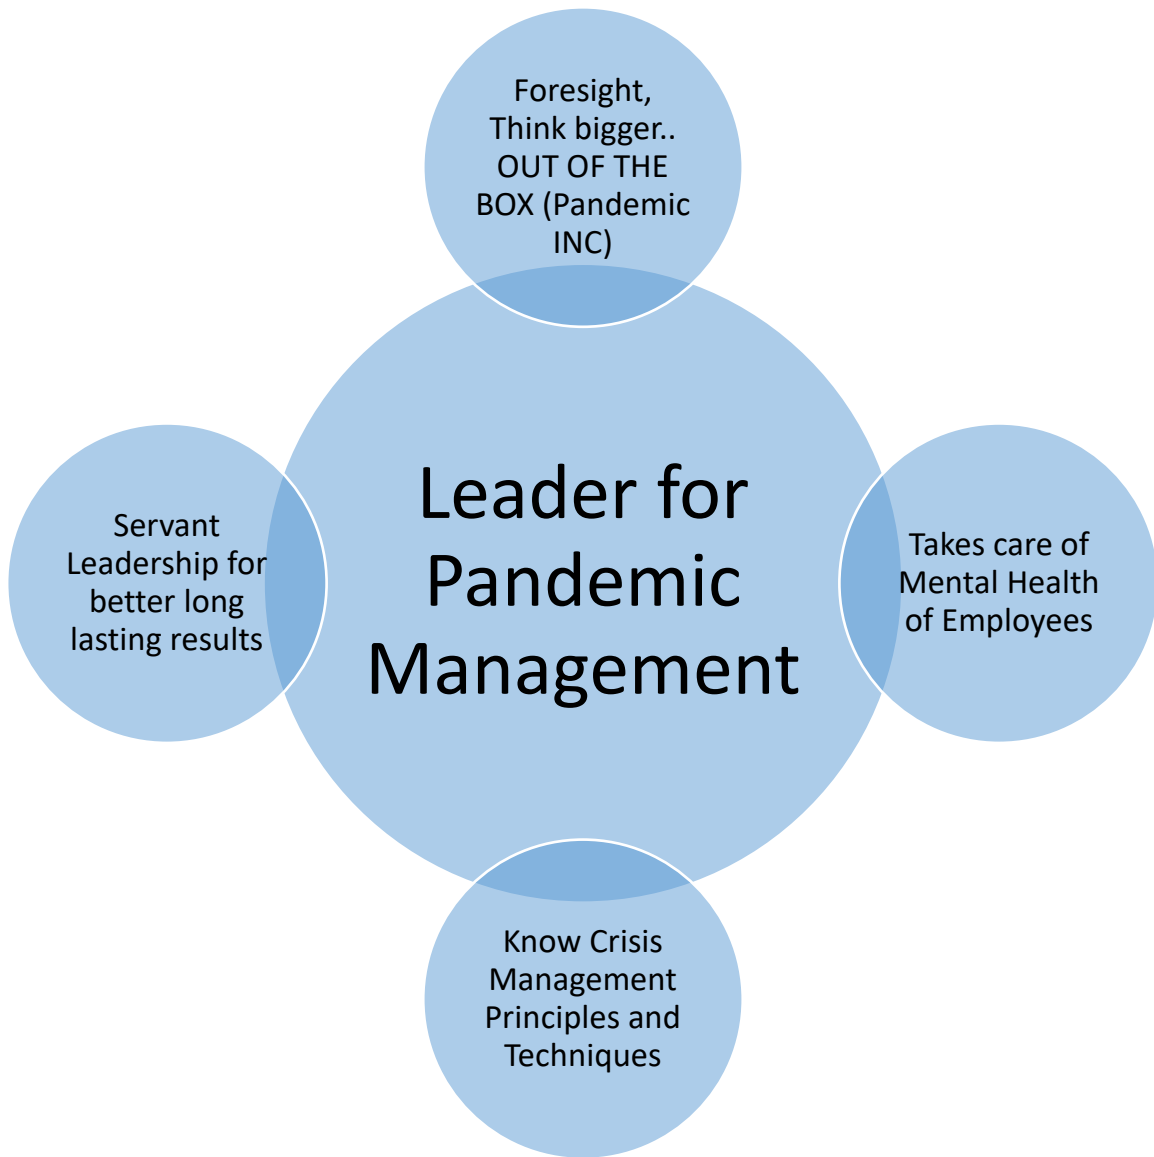 Foresight,
Think bigger..
OUT OF THE
BOX (Pandemic
INC)
Leader for
Pandemic
Management
Servant
Leadership for
better long
lasting results
Takes care of
Mental Health
of Employees
Know Crisis
Management
Principles and
Techniques